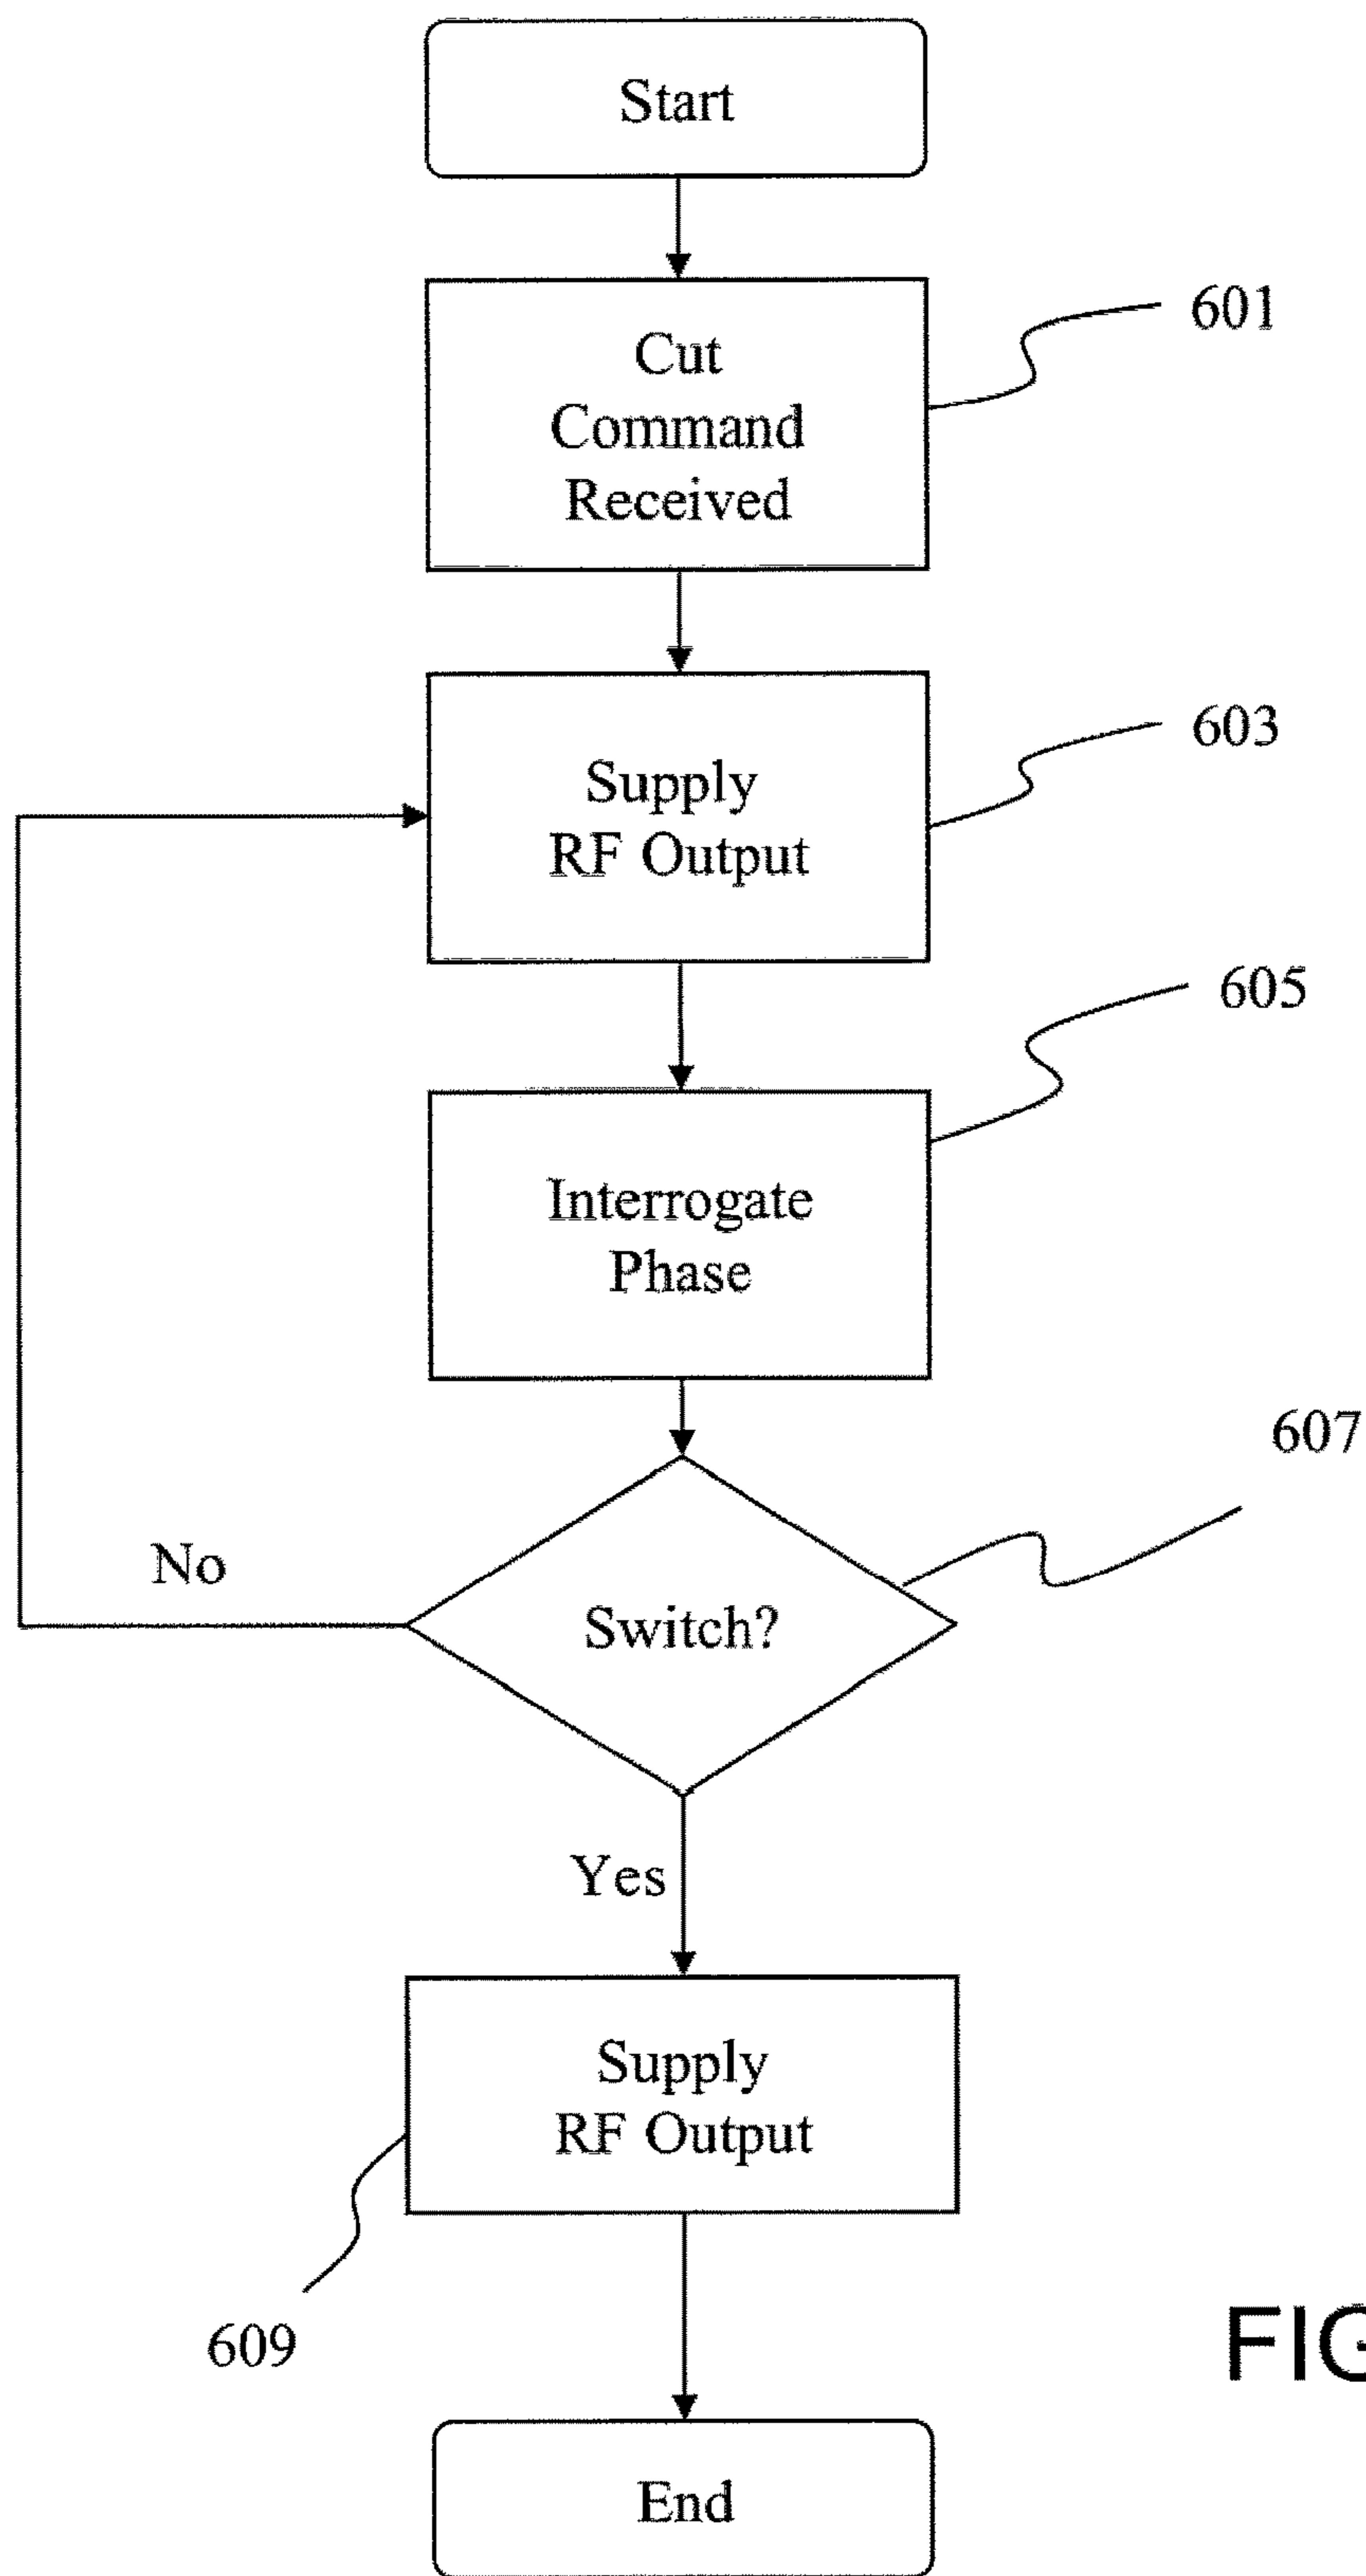 Start
Cut
Command
Received
601
Supply
RF Output
603
605
Interrogate
Phase
607
No
Switch?
Yes
Supply
RF Output
609
FIG
End